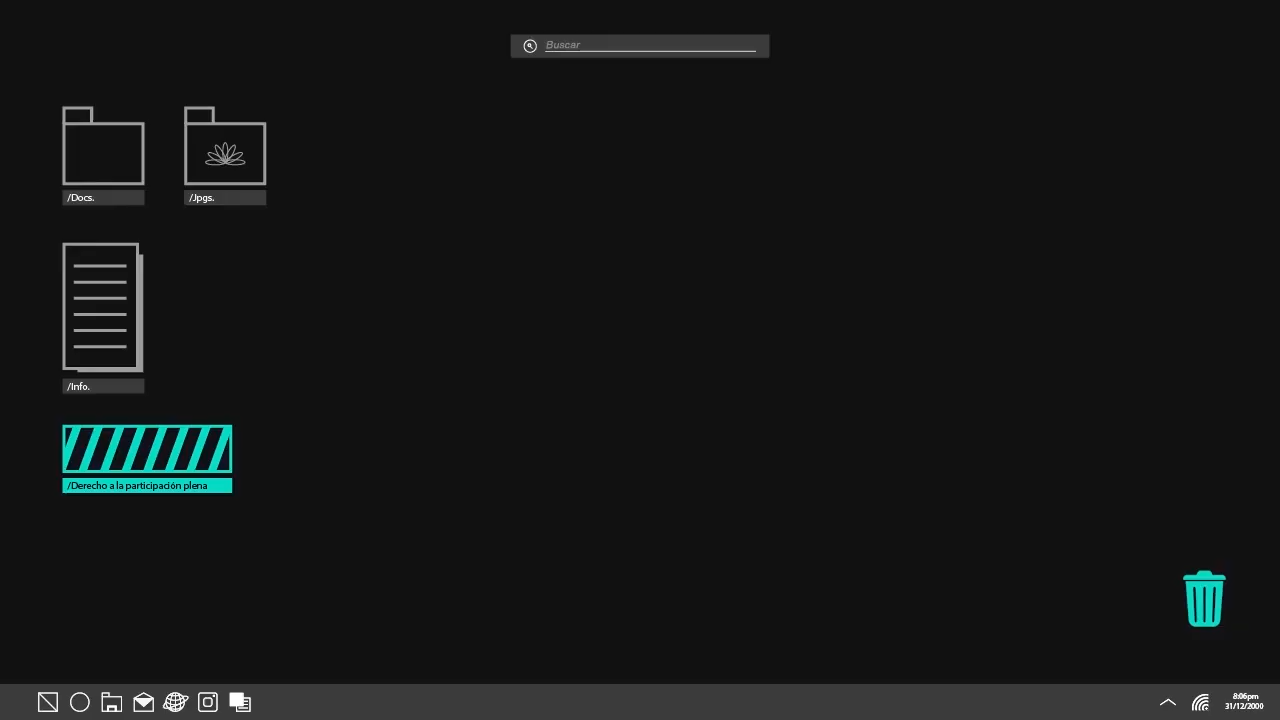 Buscar
/Docs.
/Jpgs.
/Info.
/Derecho a la participación plena
8:06pm
31/12/2000